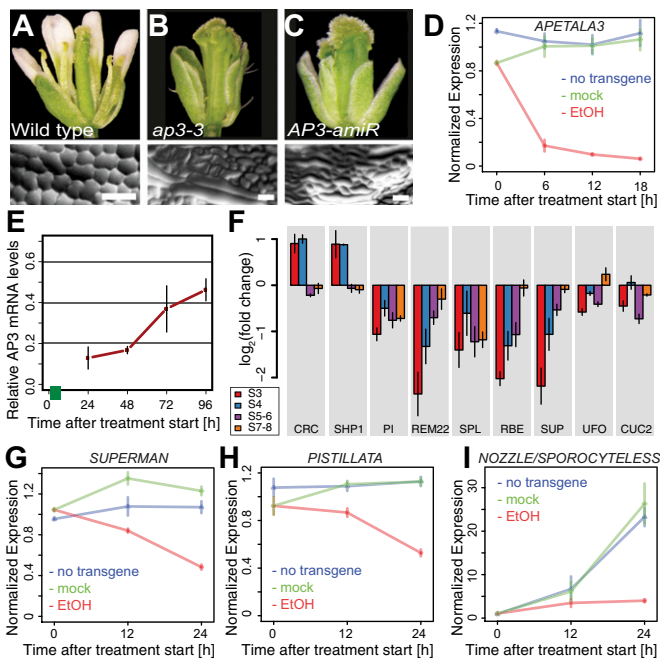 A
Wild type
B
ap3-3
C
AP3-amiR
D
APETALA3
Normalized Expression
1.2
0.8
0.4
0
- no transgene
- mock
- EtOH
0 6 12 18
Time after treatment start [h]
E
Relative AP3 mRNA levels
0.6
0.4
0.2
0.0
24 48 72 96
Time after treatment start [h]
F
log2(fold change)
1
0
-1
-2
S3
S4
S5-6
S7-8
CRC SHP1 PI REM22 SPL RBE SUP UFO CUC2
G
SUPERMAN
Normalized Expression
1.4
1.2
0.8
0.4
0
- no transgene
- mock
- EtOH
0 12 24
Time after treatment start [h]
H
PISTILLATA
Normalized Expression
1.2
0.8
0.4
0
- no transgene
- mock
- EtOH
0 12 24
Time after treatment start [h]
I
NOZZLE/SPOROCYTELESS
Normalized Expression
30
20
10
0
- no transgene
- mock
- EtOH
0 12 24
Time after treatment start [h]